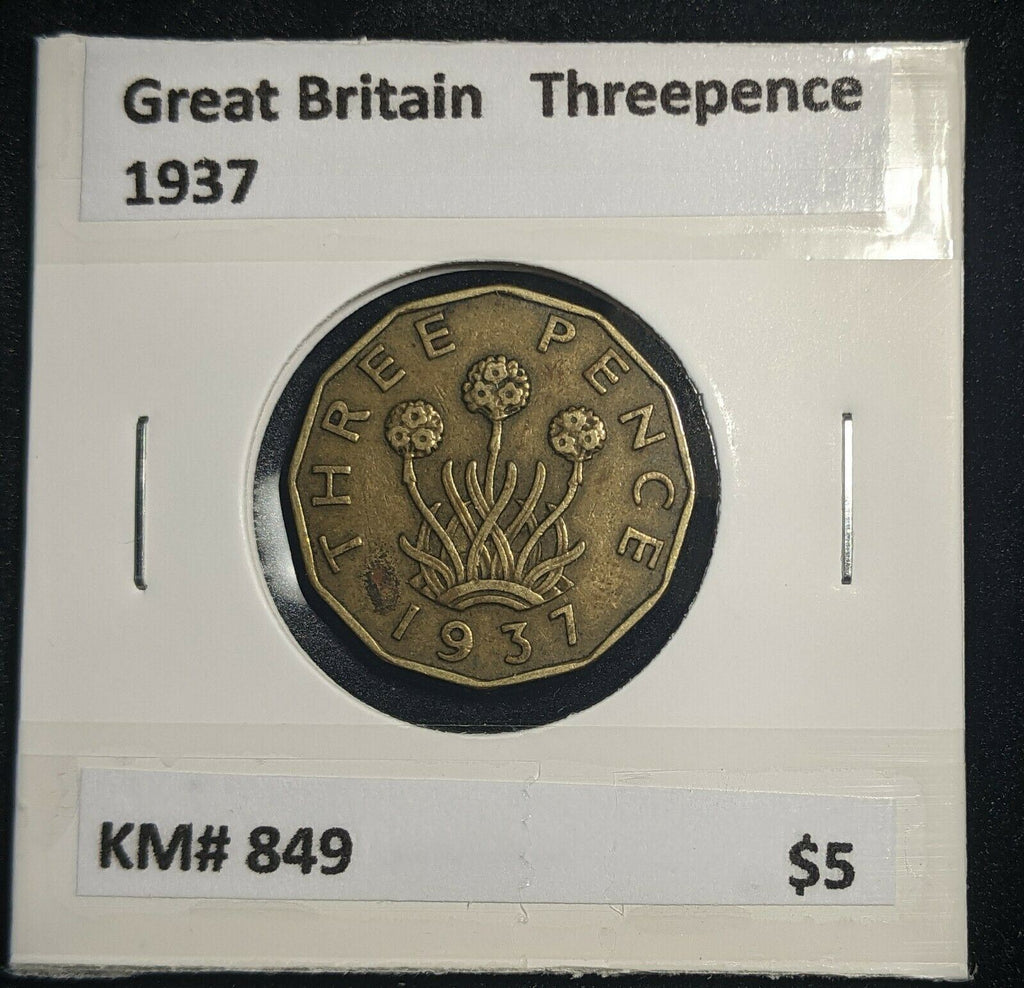 Great Britain Threepence
1937
THREE PENCE
1937
KM# 849 $5